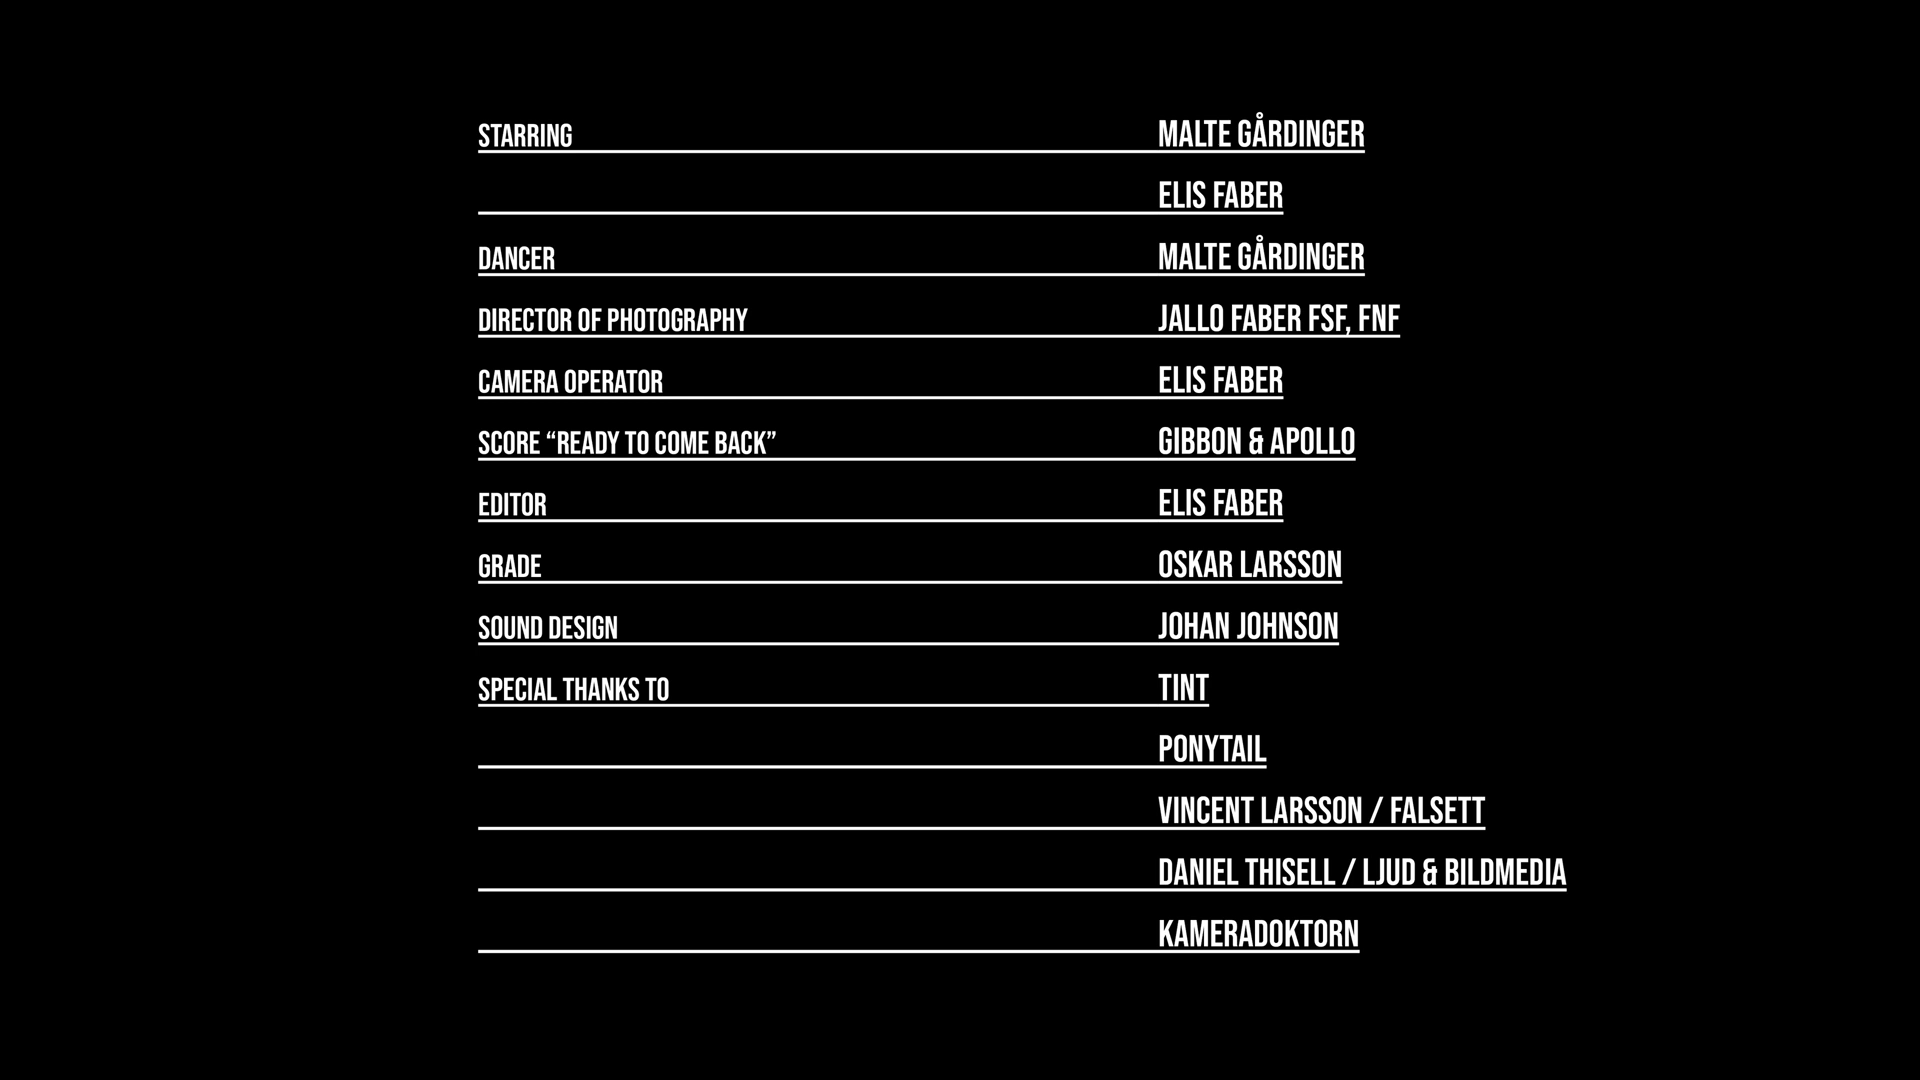 STARRING MALTE GÅRDINGER
ELIS FABER
DANCER MALTE GÅRDINGER
DIRECTOR OF PHOTOGRAPHY JALLO FABER FSF, FNF
CAMERA OPERATOR ELIS FABER
SCORE “READY TO COME BACK” GIBBON & APOLLO
EDITOR ELIS FABER
GRADE OSKAR LARSSON
SOUND DESIGN JOHAN JOHNSON
SPECIAL THANKS TO TINT
PONYTAIL
VINCENT LARSSON / FALSETT
DANIEL THISELL / LJUD & BILDMEDIA
KAMERADOKTORN